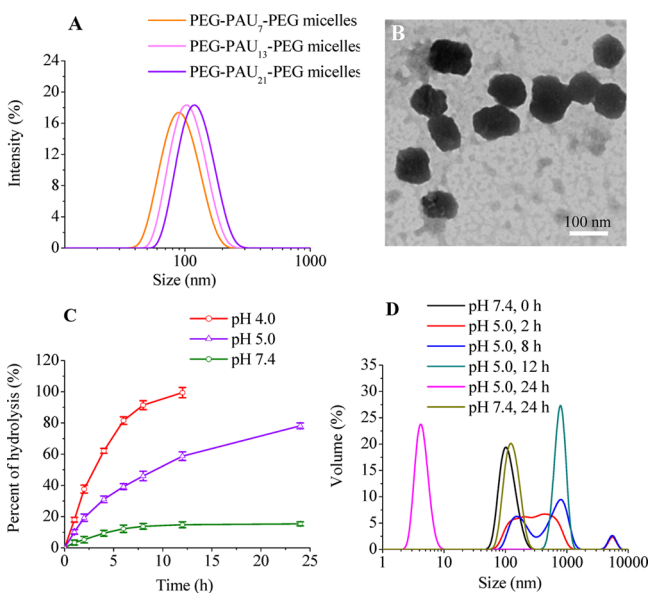 A
PEG-PAU7-PEG micelles
PEG-PAU13-PEG micelles
PEG-PAU21-PEG micelles
24
20
16
12
8
4
0
Intensity (%)
100
1000
Size (nm)
B
100 nm
C
pH 4.0
pH 5.0
pH 7.4
120
100
80
60
40
20
0
Percent of hydrolysis (%)
0
5
10
15
20
25
Time (h)
D
pH 7.4, 0 h
pH 5.0, 2 h
pH 5.0, 8 h
pH 5.0, 12 h
pH 5.0, 24 h
pH 7.4, 24 h
35
30
25
20
15
10
5
0
Volume (%)
1
10
100
1000
10000
Size (nm)